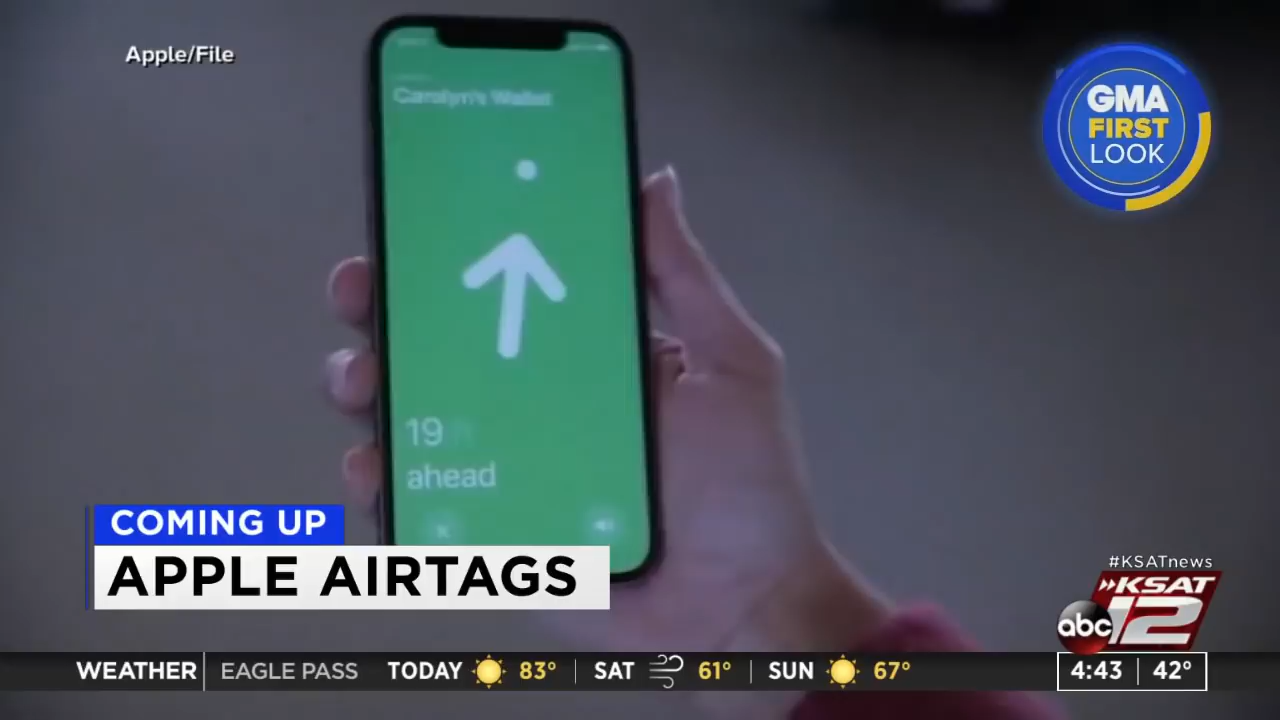 Apple/File
GMA
FIRST
LOOK
Carolyn's Wallet
19 ft
ahead
COMING UP
APPLE AIRTAGS
#KSATnews
KSAT
abc 12
WEATHER EAGLE PASS TODAY 83° SAT 61° SUN 67° 4:43 42°